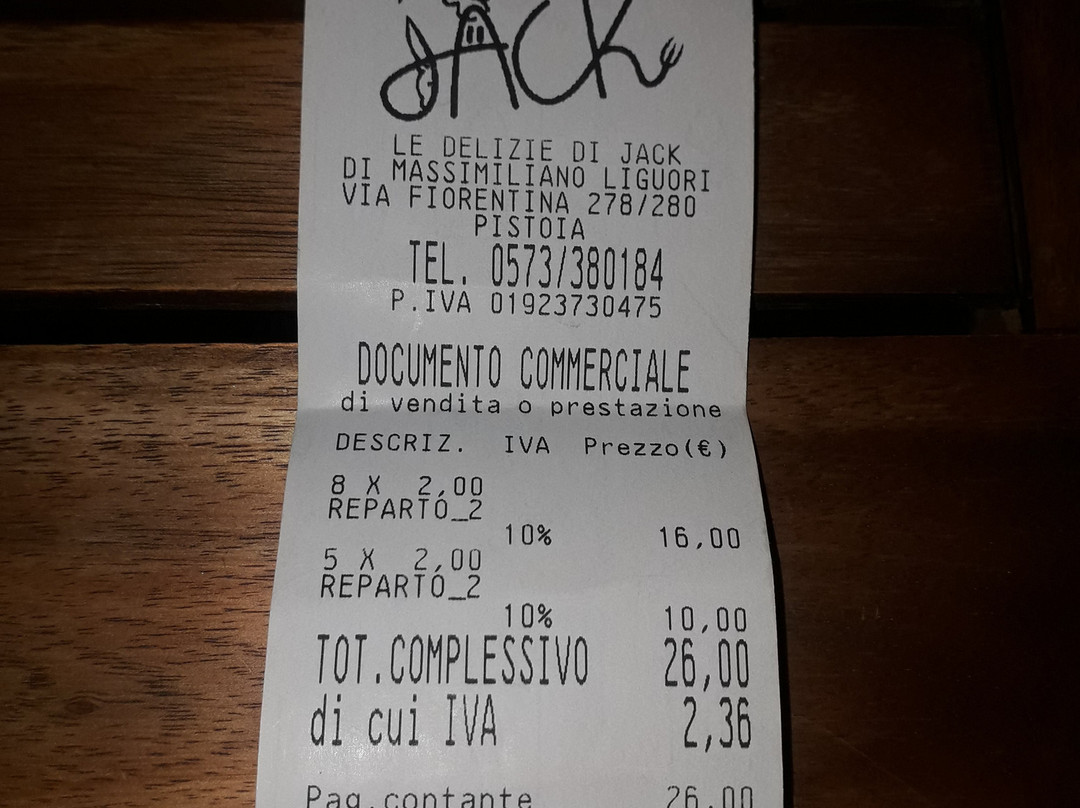 JACK
LE DELIZIE DI JACK
DI MASSIMILIANO LIGUORI
VIA FIORENTINA 278/280
PISTOIA
TEL. 0573/380184
P.IVA 01923730475
DOCUMENTO COMMERCIALE
di vendita o prestazione
DESCRIZ. IVA Prezzo(€)
8 X 2,00
REPARTO_2
10% 16,00
5 X 2,00
REPARTO_2
10% 10,00
TOT.COMPLESSIVO 26,00
di cui IVA 2,36
Pag.contante 26,00